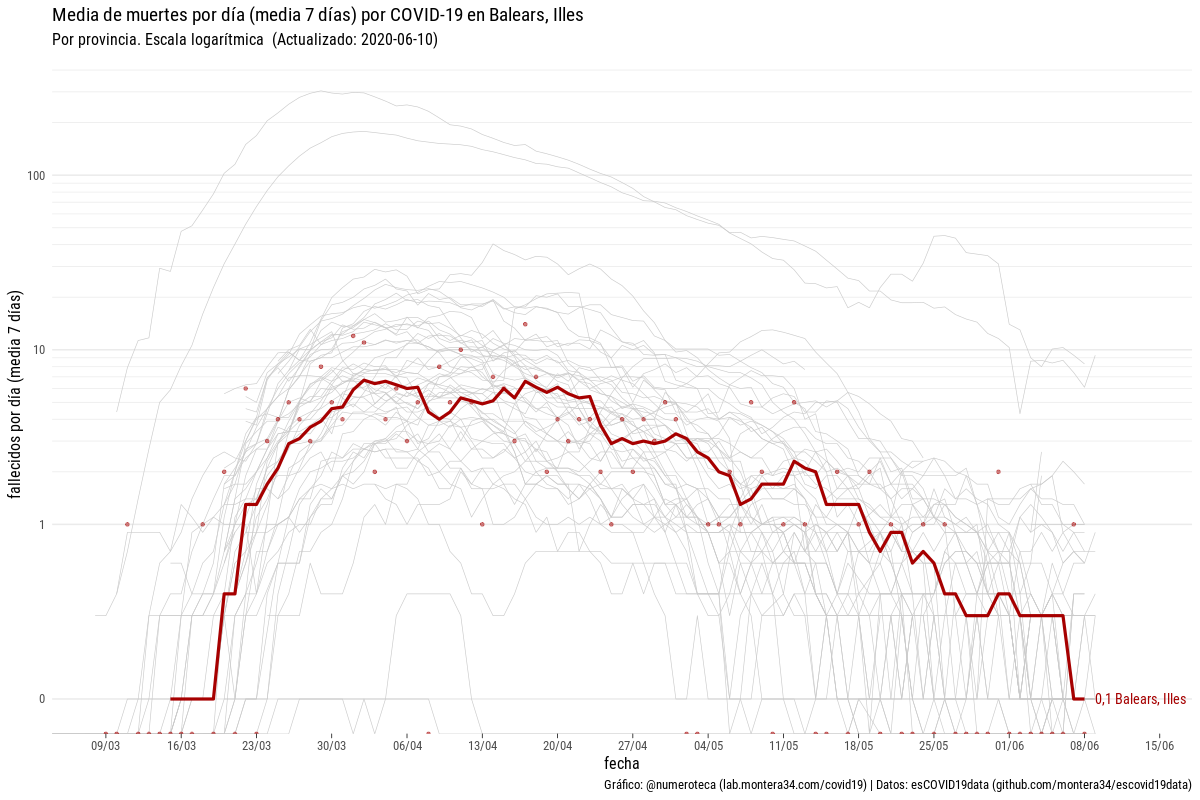 Media de muertes por día (media 7 días) por COVID-19 en Balears, Illes
Por provincia. Escala logarítmica  (Actualizado: 2020-06-10)
fallecidos por día (media 7 días)
100
10
1
0
0,1 Balears, Illes
09/03 16/03 23/03 30/03 06/04 13/04 20/04 27/04 04/05 11/05 18/05 25/05 01/06 08/06 15/06
fecha
Gráfico: @numeroteca (lab.montera34.com/covid19) | Datos: esCOVID19data (github.com/montera34/escovid19data)